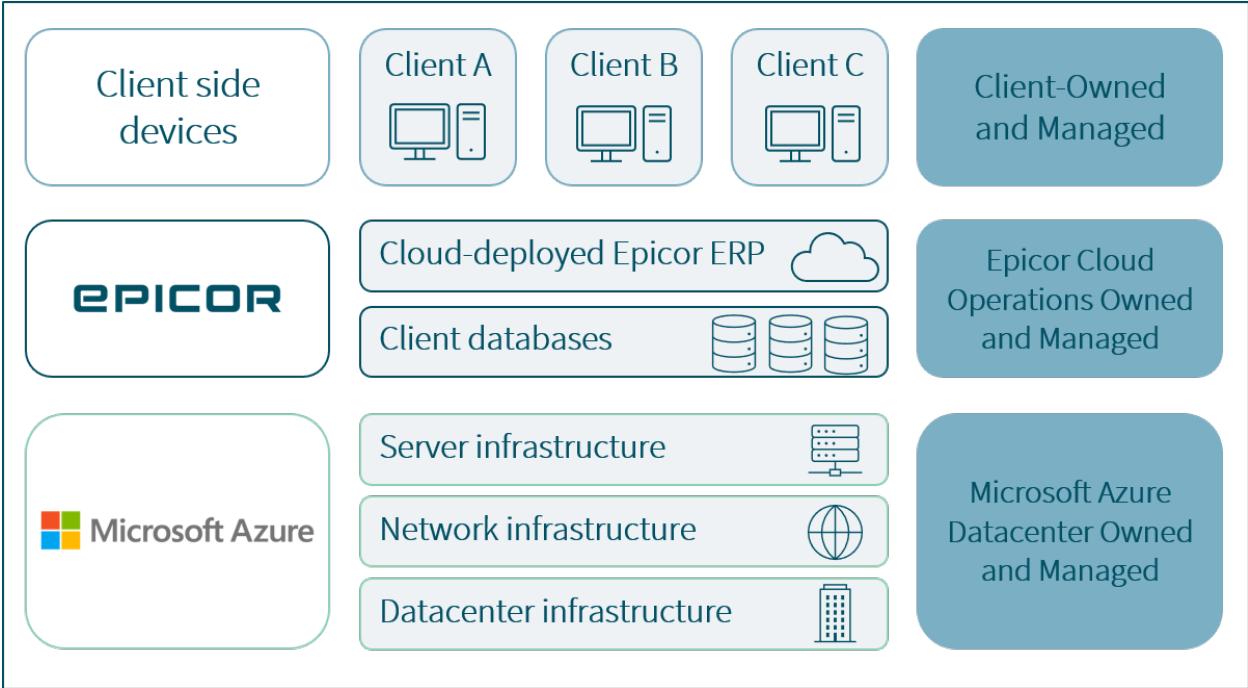 Client side
devices
Client A
Client B
Client C
Client-Owned
and Managed
EPICOR
Cloud-deployed Epicor ERP
Client databases
Epicor Cloud
Operations Owned
and Managed
Microsoft Azure
Server infrastructure
Network infrastructure
Datacenter infrastructure
Microsoft Azure
Datacenter Owned
and Managed